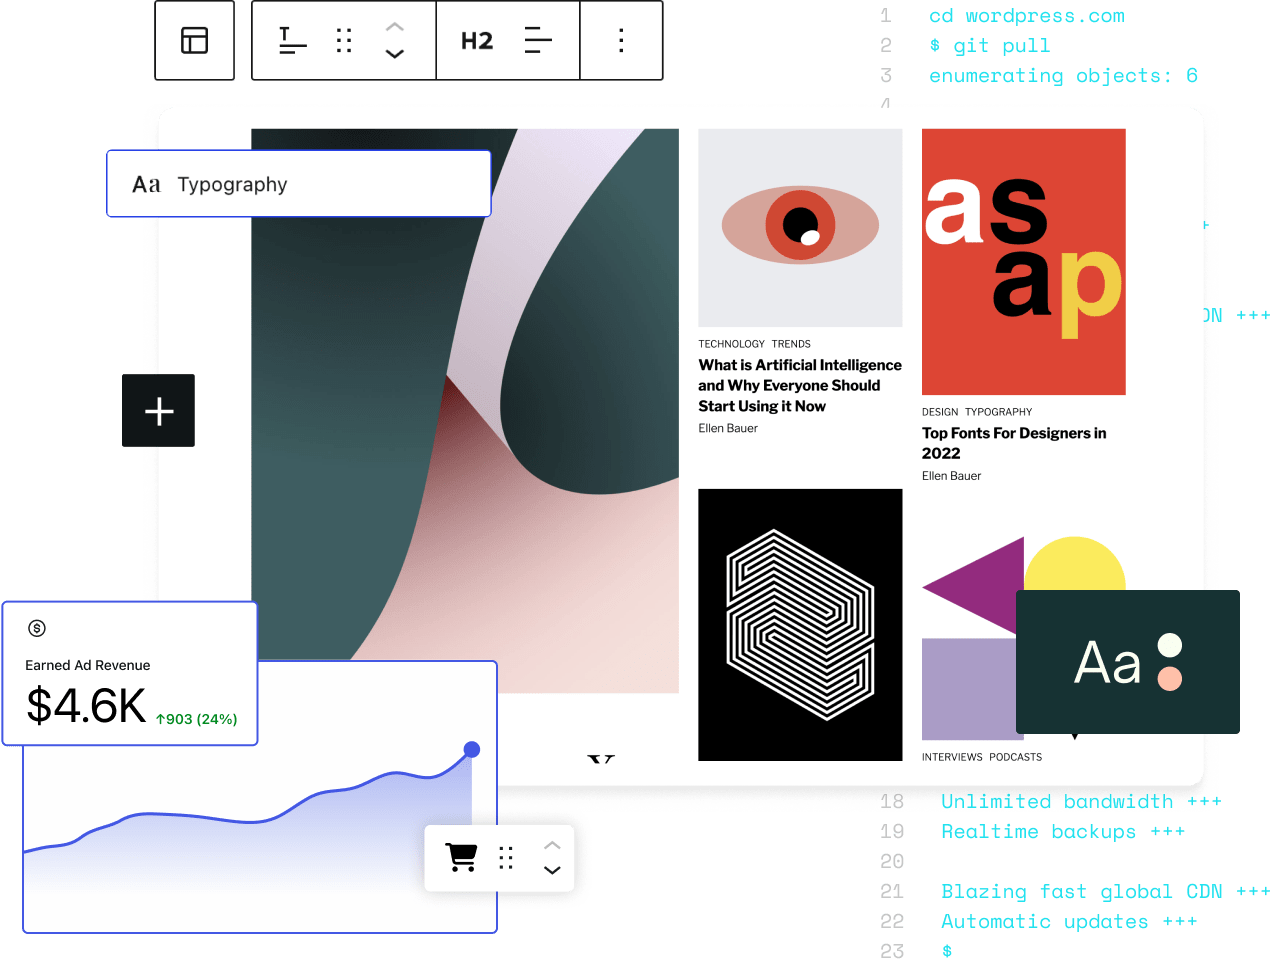 H2
1 cd wordpress.com
2 $ git pull
3 enumerating objects: 6
4
Aa Typography
as
ap
+
DN +++
TECHNOLOGY TRENDS
What is Artificial Intelligence
and Why Everyone Should
Start Using it Now
Ellen Bauer
DESIGN TYPOGRAPHY
Top Fonts For Designers in
2022
Ellen Bauer
Earned Ad Revenue
$4.6K ↑903 (24%)
Aa
INTERVIEWS PODCASTS
18 Unlimited bandwidth +++
19 Realtime backups +++
20
21 Blazing fast global CDN +++
22 Automatic updates +++
23 $